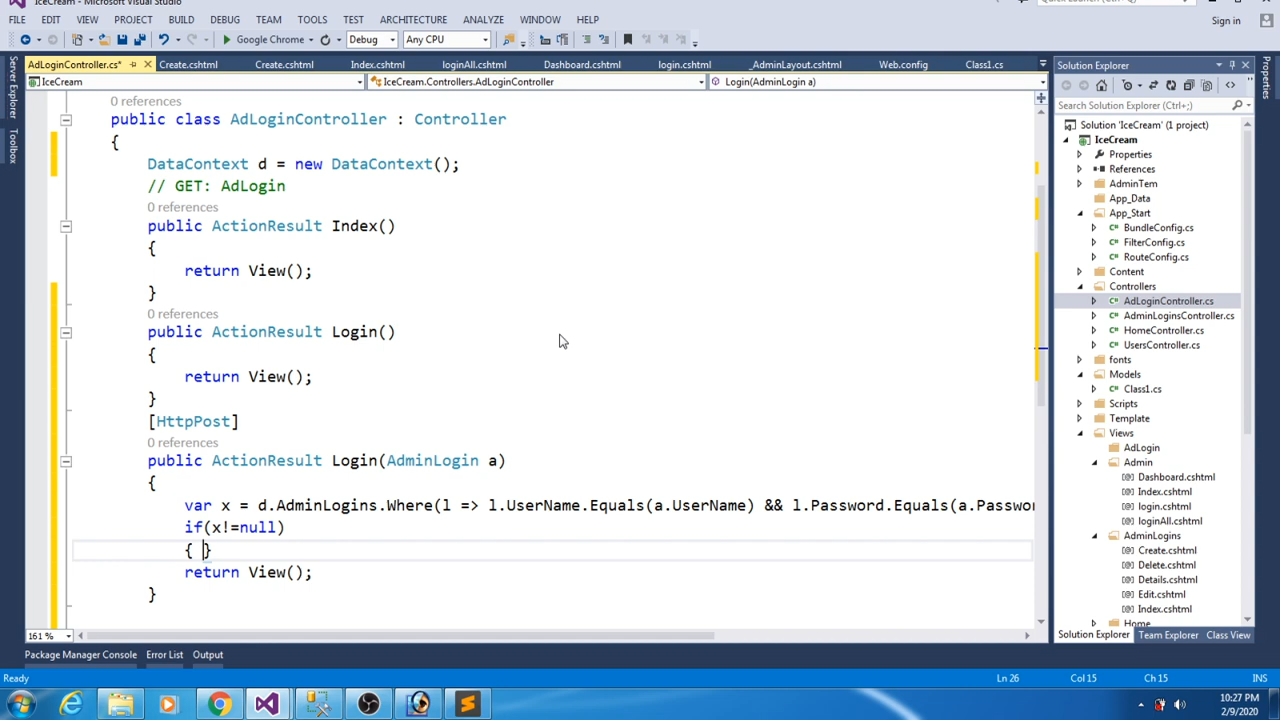 IceCream - Microsoft Visual Studio
Quick Launch (Ctrl+Q)
FILE EDIT VIEW PROJECT BUILD DEBUG TEAM TOOLS TEST ARCHITECTURE ANALYZE WINDOW HELP
Sign in
Google Chrome Debug Any CPU
AdLoginController.cs* Create.cshtml Create.cshtml Index.cshtml loginAll.cshtml Dashboard.cshtml login.cshtml _AdminLayout.cshtml Web.config Class1.cs
IceCream IceCream.Controllers.AdLoginController Login(AdminLogin a)
Server Explorer
Toolbox
0 references
public class AdLoginController : Controller
{
DataContext d = new DataContext();
// GET: AdLogin
0 references
public ActionResult Index()
{
return View();
}
0 references
public ActionResult Login()
{
return View();
}
[HttpPost]
0 references
public ActionResult Login(AdminLogin a)
{
var x = d.AdminLogins.Where(l => l.UserName.Equals(a.UserName) && l.Password.Equals(a.Passwor
if(x!=null)
{ }
return View();
}
161 %
Solution Explorer
Search Solution Explorer (Ctrl+;)
Solution 'IceCream' (1 project)
IceCream
Properties
References
AdminTem
App_Data
App_Start
BundleConfig.cs
FilterConfig.cs
RouteConfig.cs
Content
Controllers
AdLoginController.cs
AdminLoginsController.cs
HomeController.cs
UsersController.cs
fonts
Models
Class1.cs
Scripts
Template
Views
AdLogin
Admin
Dashboard.cshtml
Index.cshtml
login.cshtml
loginAll.cshtml
AdminLogins
Create.cshtml
Delete.cshtml
Details.cshtml
Edit.cshtml
Index.cshtml
Home
Solution Explorer Team Explorer Class View
Properties
Package Manager Console Error List Output
Ready Ln 26 Col 15 Ch 15 INS
10:27 PM
2/9/2020